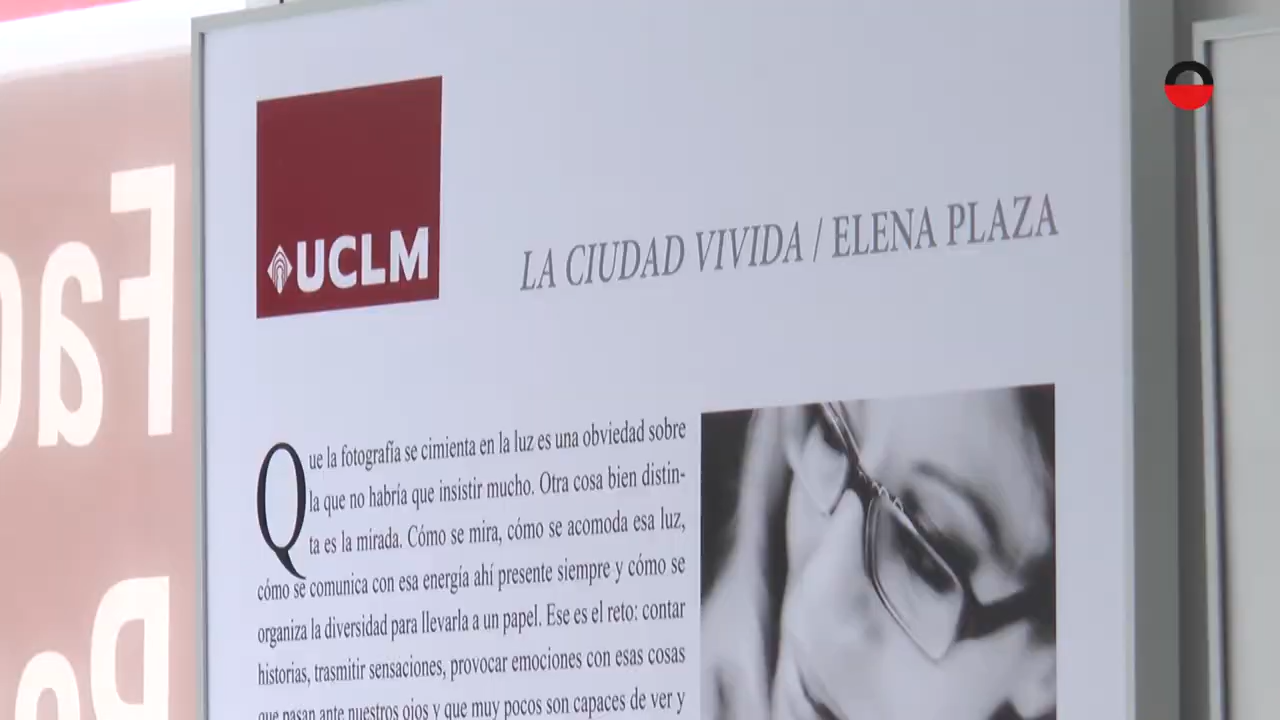 UCLM
LA CIUDAD VIVIDA / ELENA PLAZA
Que la fotografía se cimienta en la luz es una obviedad sobre
la que no habría que insistir mucho. Otra cosa bien distin-
ta es la mirada. Cómo se mira, cómo se acomoda esa luz,
cómo se comunica con esa energía ahí presente siempre y cómo se
organiza la diversidad para llevarla a un papel. Ese es el reto: contar
historias, trasmitir sensaciones, provocar emociones con esas cosas
que pasan ante nuestros ojos y que muy pocos son capaces de ver y